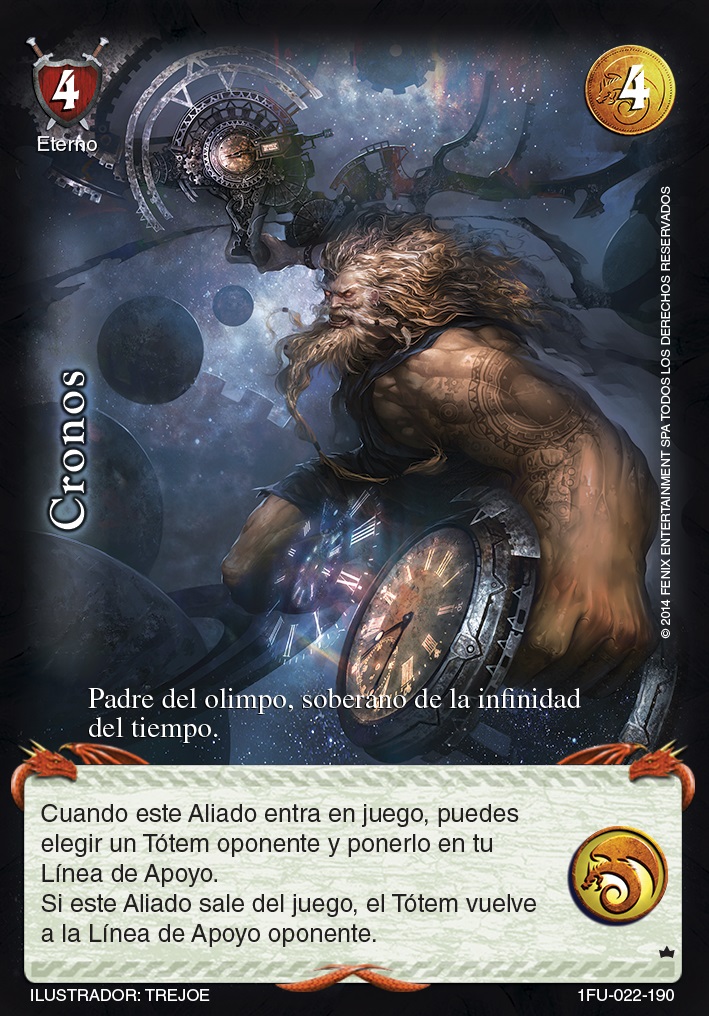 4
4
Eterno
Cronos
© 2014 FENIX ENTERTAINMENT SPA TODOS LOS DERECHOS RESERVADOS
Padre del olimpo, soberano de la infinidad
del tiempo.
Cuando este Aliado entra en juego, puedes
elegir un Tótem oponente y ponerlo en tu
Línea de Apoyo.
Si este Aliado sale del juego, el Tótem vuelve
a la Línea de Apoyo oponente.
ILUSTRADOR: TREJOE
1FU-022-190